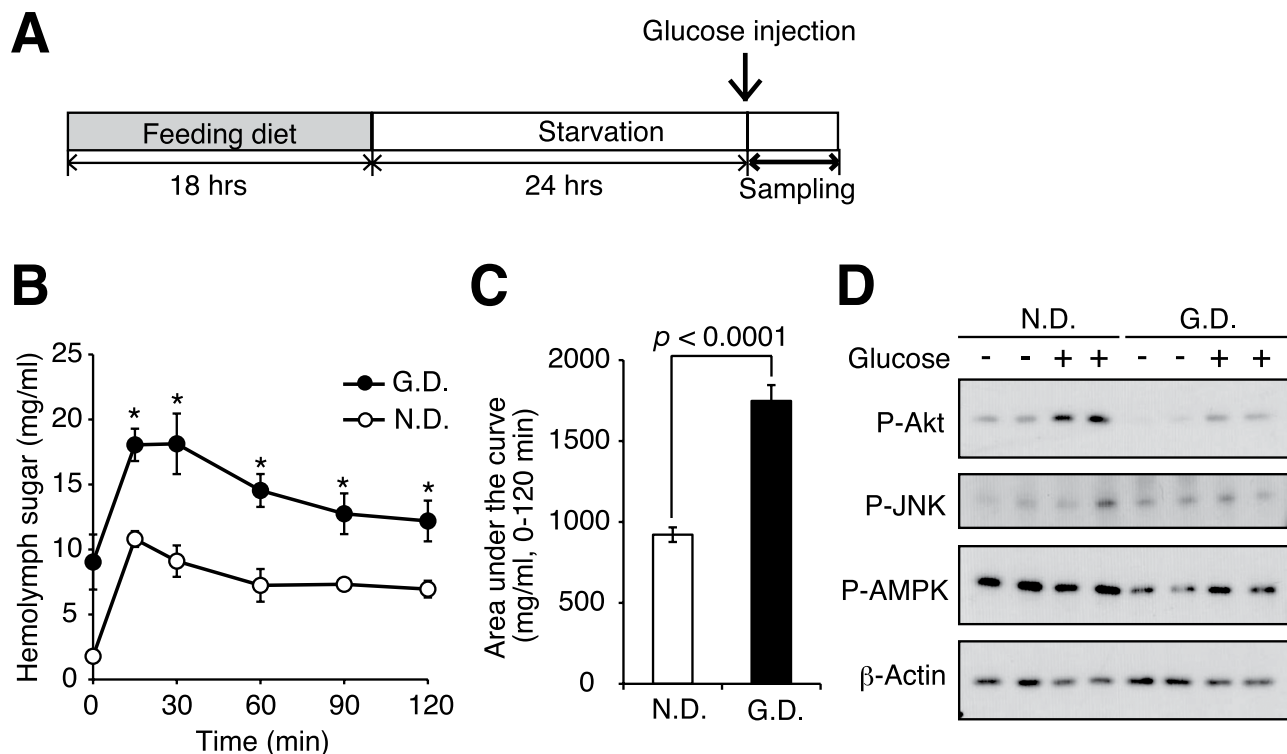 A
Glucose injection
Feeding diet
Starvation
18 hrs
24 hrs
Sampling
B
Hemolymph sugar (mg/ml)
25
20
15
10
5
0
0
30
60
90
120
Time (min)
G.D.
N.D.
*
*
*
*
*
C
p < 0.0001
Area under the curve
(mg/ml, 0-120 min)
2000
1500
1000
500
0
N.D.
G.D.
D
N.D. G.D.
Glucose - - + + - - + +
P-Akt
P-JNK
P-AMPK
β-Actin